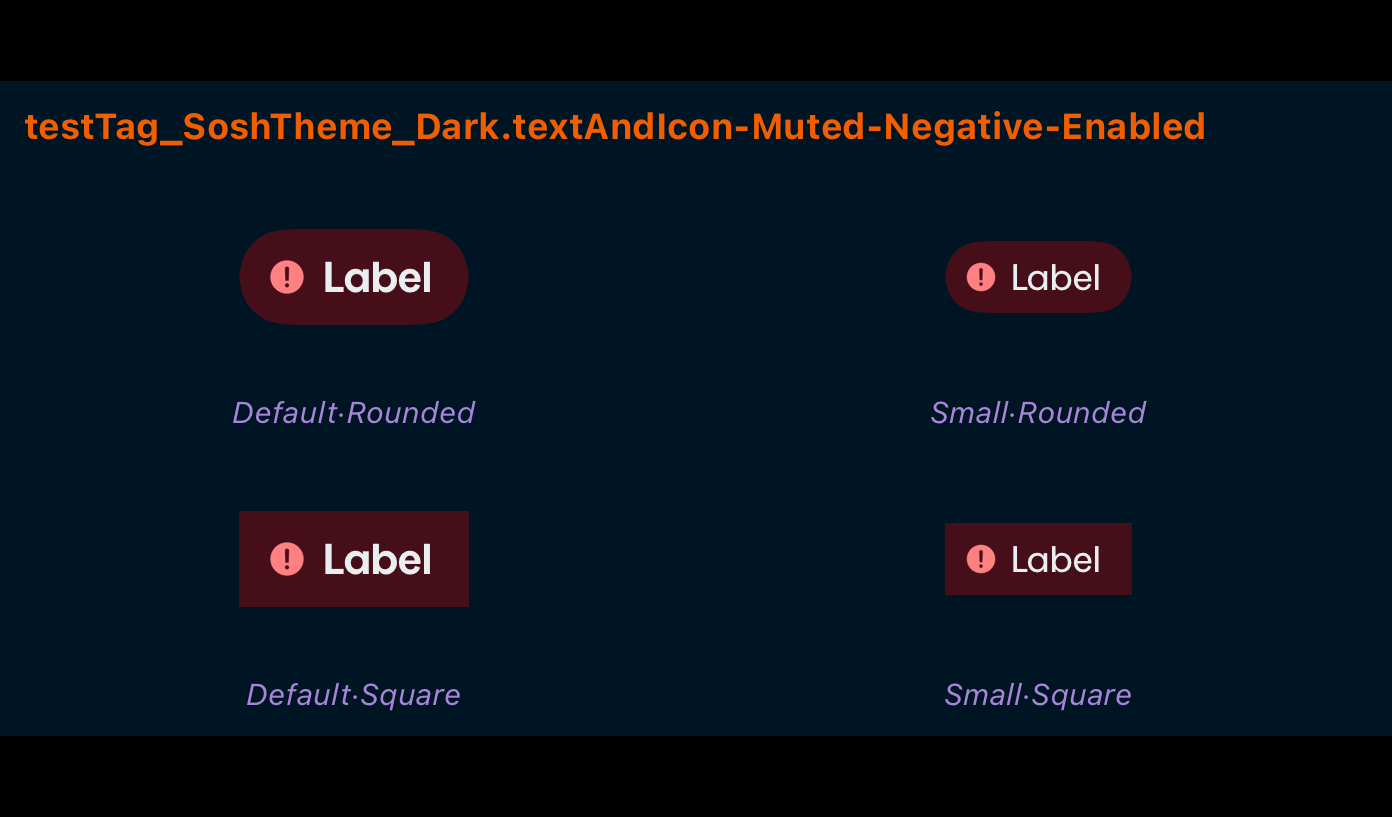 testTag_SoshTheme_Dark.textAndIcon-Muted-Negative-Enabled
Label
Label
Default·Rounded
Small·Rounded
Label
Label
Default·Square
Small·Square